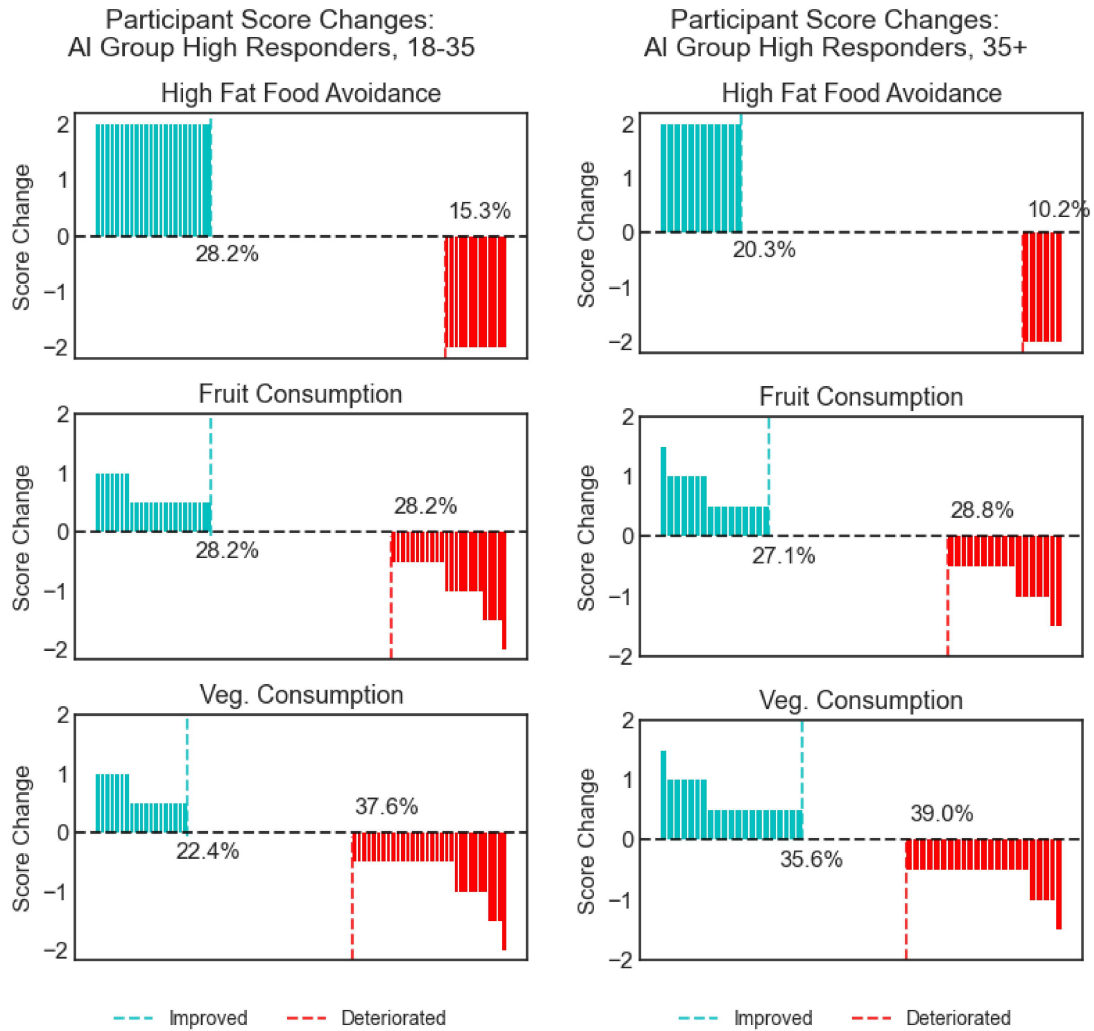 Participant Score Changes:
AI Group High Responders, 18-35
High Fat Food Avoidance
Score Change
2
1
0
−1
−2
28.2%
15.3%
Fruit Consumption
Score Change
2
1
0
−1
−2
28.2%
28.2%
Veg. Consumption
Score Change
2
1
0
−1
−2
22.4%
37.6%
Improved
Deteriorated
Participant Score Changes:
AI Group High Responders, 35+
High Fat Food Avoidance
Score Change
2
1
0
−1
−2
20.3%
10.2%
Fruit Consumption
Score Change
2
1
0
−1
−2
27.1%
28.8%
Veg. Consumption
Score Change
2
1
0
−1
−2
35.6%
39.0%
Improved
Deteriorated